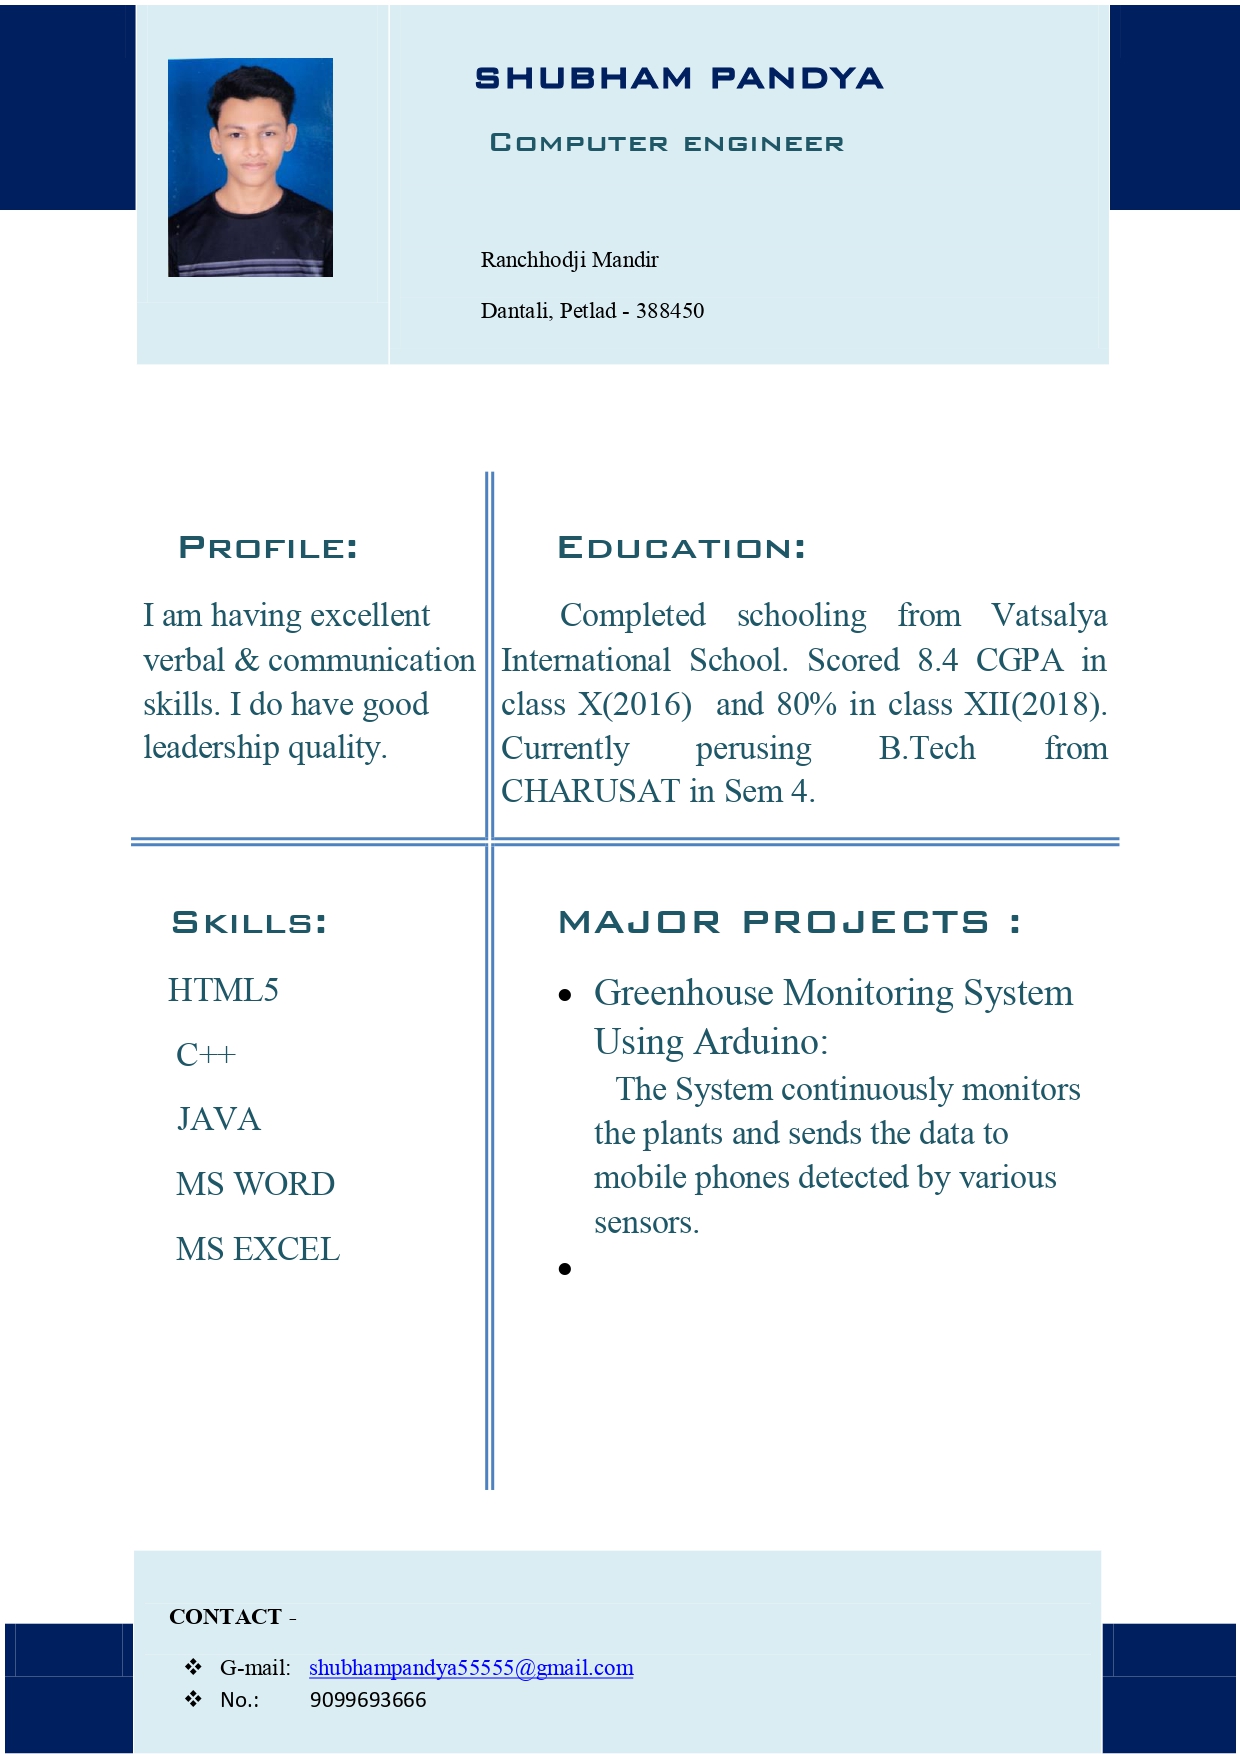 SHUBHAM PANDYA
COMPUTER ENGINEER
Ranchhodji Mandir
Dantali, Petlad - 388450
PROFILE:
I am having excellent
verbal & communication
skills. I do have good
leadership quality.
EDUCATION:
Completed schooling from Vatsalya
International School. Scored 8.4 CGPA in
class X(2016) and 80% in class XII(2018).
Currently perusing B.Tech from
CHARUSAT in Sem 4.
SKILLS:
HTML5
C++
JAVA
MS WORD
MS EXCEL
MAJOR PROJECTS :
• Greenhouse Monitoring System
Using Arduino:
The System continuously monitors
the plants and sends the data to
mobile phones detected by various
sensors.
•
CONTACT -
❖ G-mail: shubhampandya55555@gmail.com
❖ No.: 9099693666